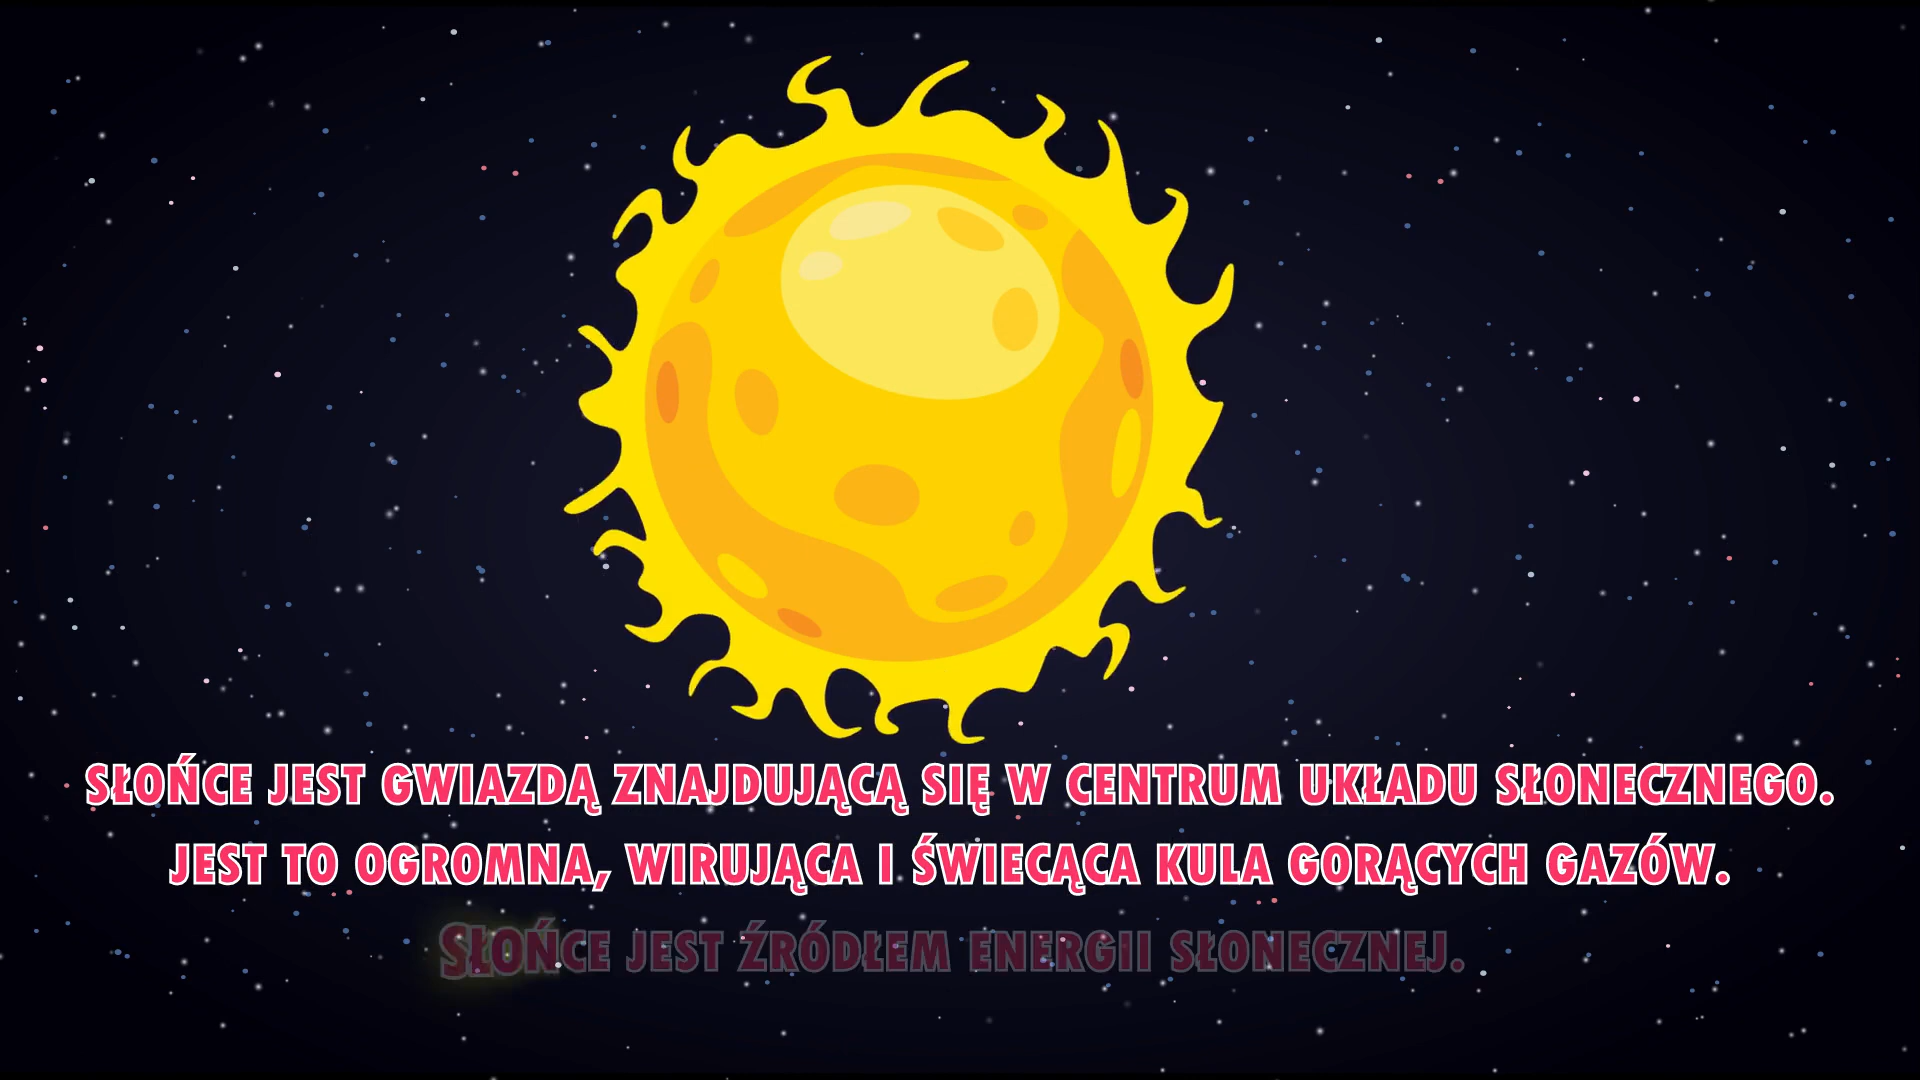 SŁOŃCE JEST GWIAZDĄ ZNAJDUJĄCĄ SIĘ W CENTRUM UKŁADU SŁONECZNEGO.
JEST TO OGROMNA, WIRUJĄCA I ŚWIECĄCA KULA GORĄCYCH GAZÓW.
SŁOŃCE JEST ŹRÓDŁEM ENERGII SŁONECZNEJ.